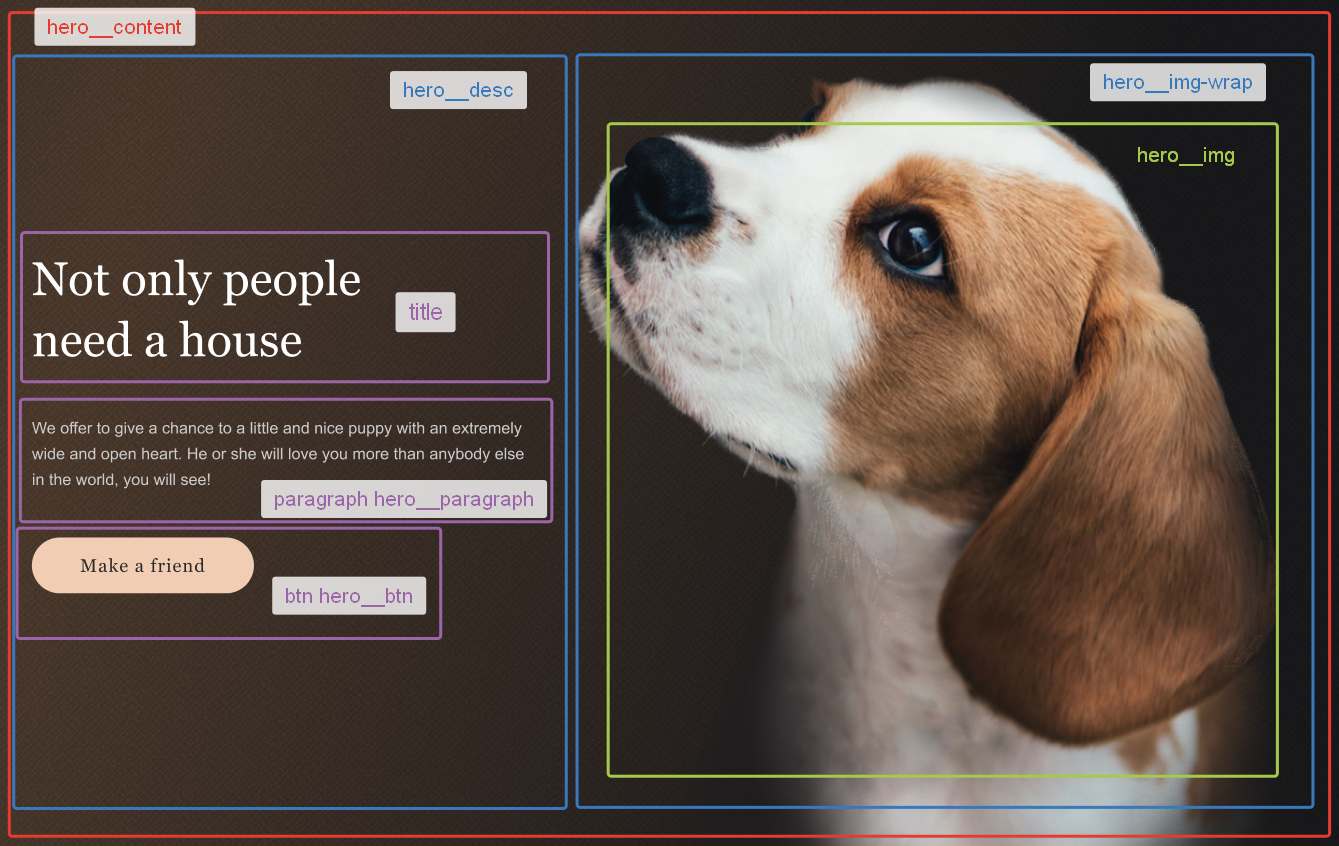 hero__content
hero__desc
hero__img-wrap
hero__img
Not only people
need a house
title
We offer to give a chance to a little and nice puppy with an extremely
wide and open heart. He or she will love you more than anybody else
in the world, you will see!
paragraph hero__paragraph
Make a friend
btn hero__btn